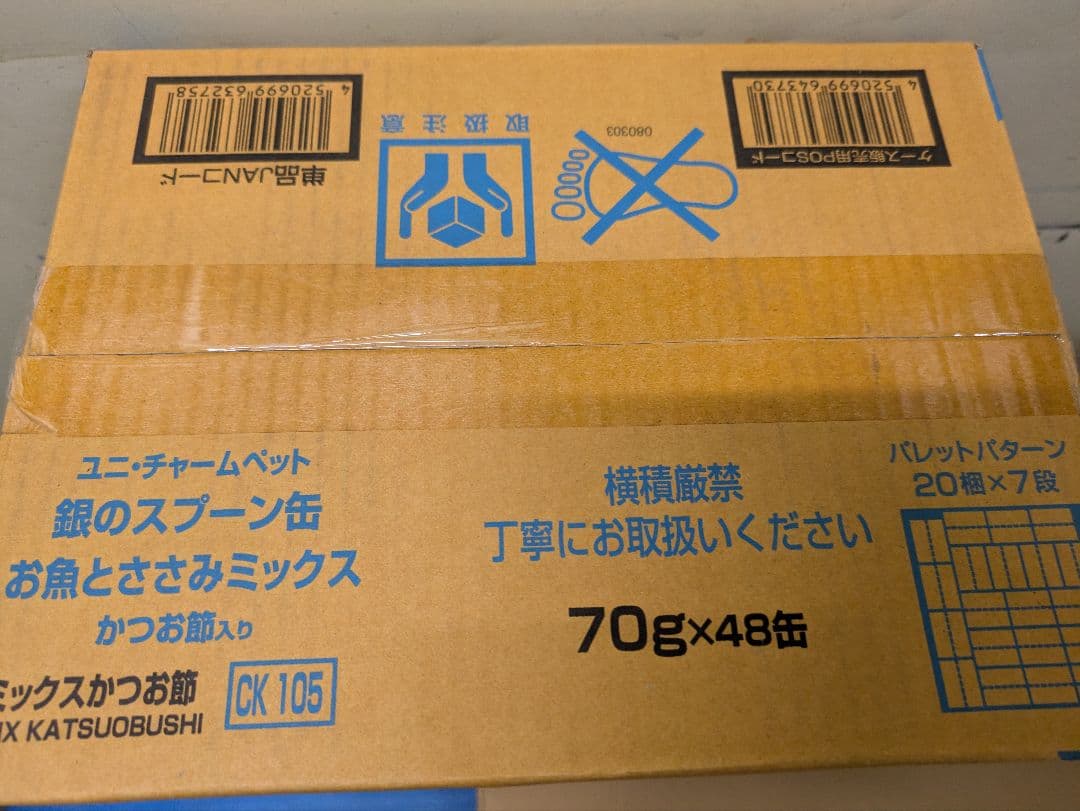 4 520699 632758
単品JANコード
取扱注意
080303
4 520699 643730
ケース販売用POSコード
ユニ・チャームペット
銀のスプーン缶
お魚とささみミックス
かつお節入り
ミックスかつお節
IX KATSUOBUSHI
CK 105
横積厳禁
丁寧にお取扱いください
70g×48缶
パレットパターン
20梱×7段